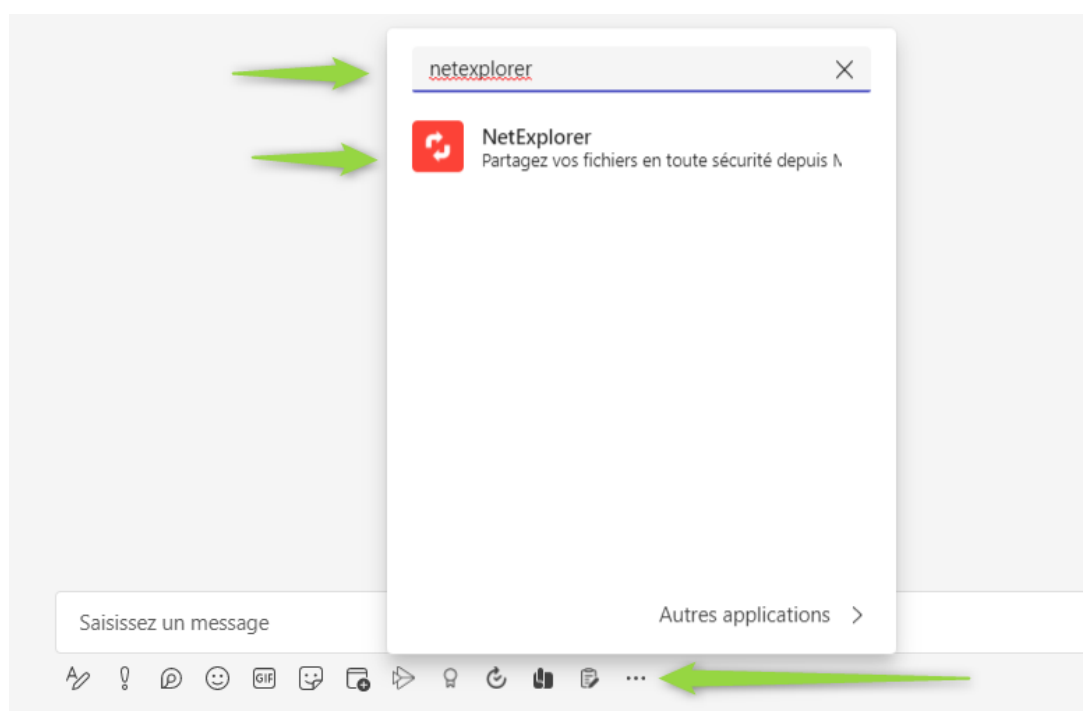 netexplorer
NetExplorer
Partagez vos fichiers en toute sécurité depuis
Autres applications
Saisissez un message
GIF